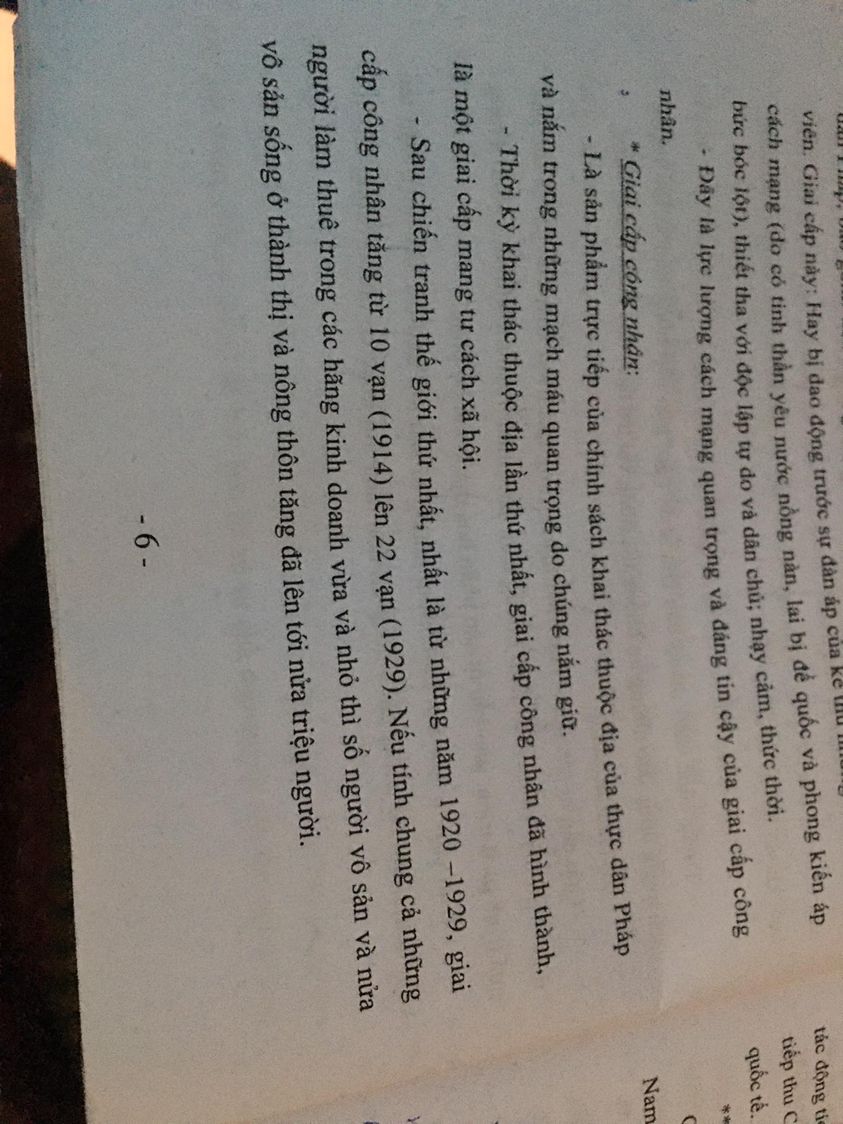 viên. Giai cấp này: Hay bị dao động trước sự đàn áp của kẻ thù
cách mạng (do có tinh thần yêu nước nồng nàn, lai bị đế quốc và phong kiến áp
bức bóc lột), thiết tha với độc lập tự do và dân chủ; nhạy cảm, thức thời.
- Đây là lực lượng cách mạng quan trọng và đáng tin cậy của giai cấp công
nhân.
* Giai cấp công nhân:
- Là sản phẩm trực tiếp của chính sách khai thác thuộc địa của thực dân Pháp
và nắm trong những mạch máu quan trọng do chúng nắm giữ.
- Thời kỳ khai thác thuộc địa lần thứ nhất, giai cấp công nhân đã hình thành,
là một giai cấp mang tư cách xã hội.
- Sau chiến tranh thế giới thứ nhất, nhất là từ những năm 1920 –1929, giai
cấp công nhân tăng từ 10 vạn (1914) lên 22 vạn (1929). Nếu tính chung cả những
người làm thuê trong các hãng kinh doanh vừa và nhỏ thì số người vô sản và nửa
vô sản sống ở thành thị và nông thôn tăng đã lên tới nửa triệu người.
- 6 -
tác động
tiếp thu C
quốc tế.
**
Nam